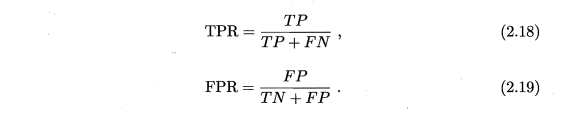 TPR = TP / (TP + FN) , (2.18)
FPR = FP / (TN + FP) . (2.19)